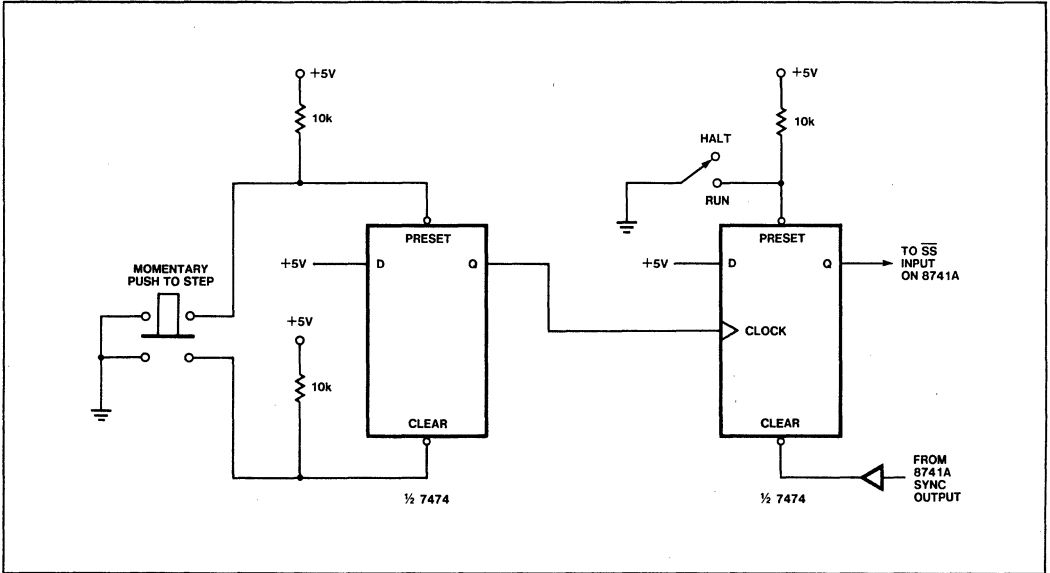 +5V
10k
+5V
10k
HALT
RUN
PRESET
D
Q
+5V
PRESET
D
Q
+5V
TO S̅S̅
INPUT
ON 8741A
MOMENTARY
PUSH TO STEP
+5V
10k
CLOCK
CLEAR
CLEAR
FROM
8741A
SYNC
OUTPUT
½ 7474
½ 7474